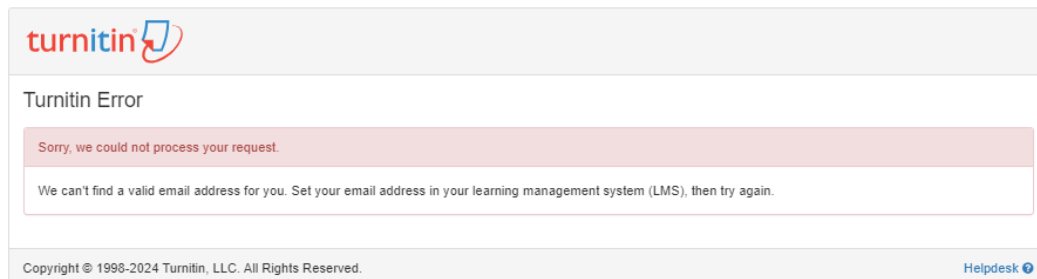 turnitin
Turnitin Error
Sorry, we could not process your request.
We can't find a valid email address for you. Set your email address in your learning management system (LMS), then try again.
Copyright © 1998-2024 Turnitin, LLC. All Rights Reserved.
Helpdesk